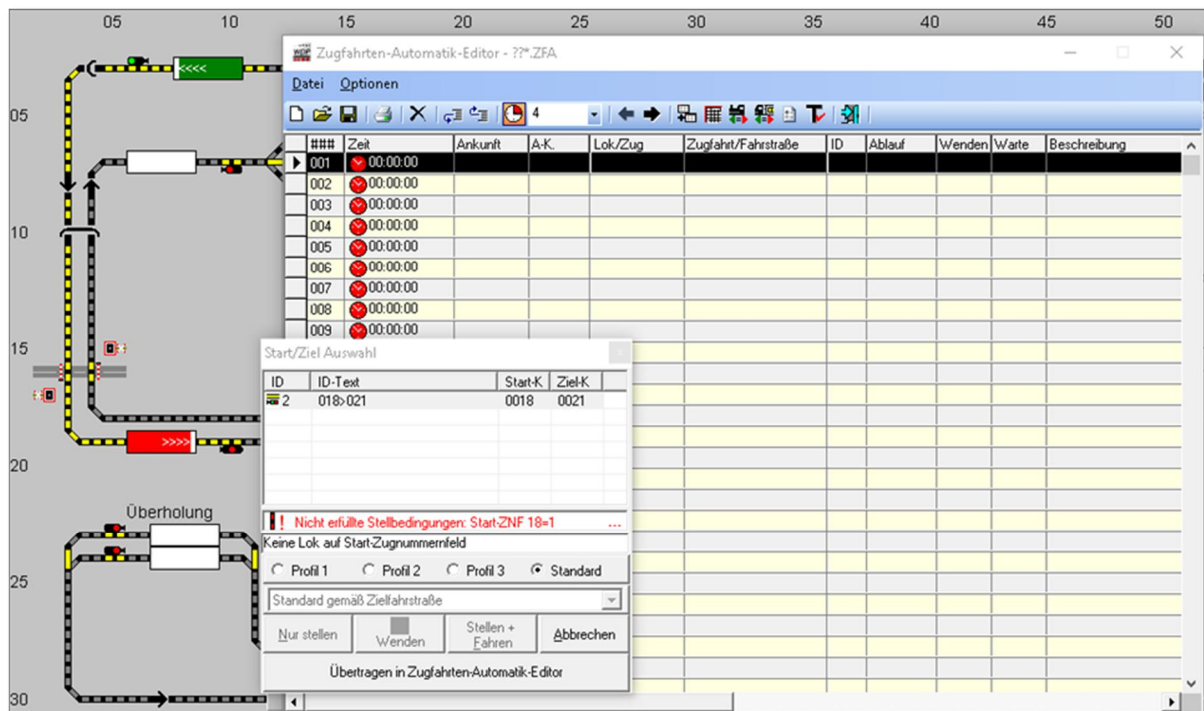 05 10 15 20 25 30 35 40 45 50
Zugfahrten-Automatik-Editor - ??*.ZFA
<<<<
Datei Optionen
05
4
### Zeit Ankunft A-K. Lok/Zug Zugfahrt/Fahrstraße ID Ablauf Wenden Warte Beschreibung
001 00:00:00
002 00:00:00
003 00:00:00
004 00:00:00
10
005 00:00:00
006 00:00:00
007 00:00:00
008 00:00:00
009 00:00:00
15
Start/Ziel Auswahl
ID ID-Text Start-K Ziel-K
2 018>021 0018 0021
>>>>
20
Überholung
! Nicht erfüllte Stellbedingungen: Start-ZNF 18=1 ...
Keine Lok auf Start-Zugnummernfeld
Profil 1 Profil 2 Profil 3 Standard
25
Standard gemäß Zielfahrstraße
Nur stellen Wenden Stellen + Fahren Abbrechen
Übertragen in Zugfahrten-Automatik-Editor
30